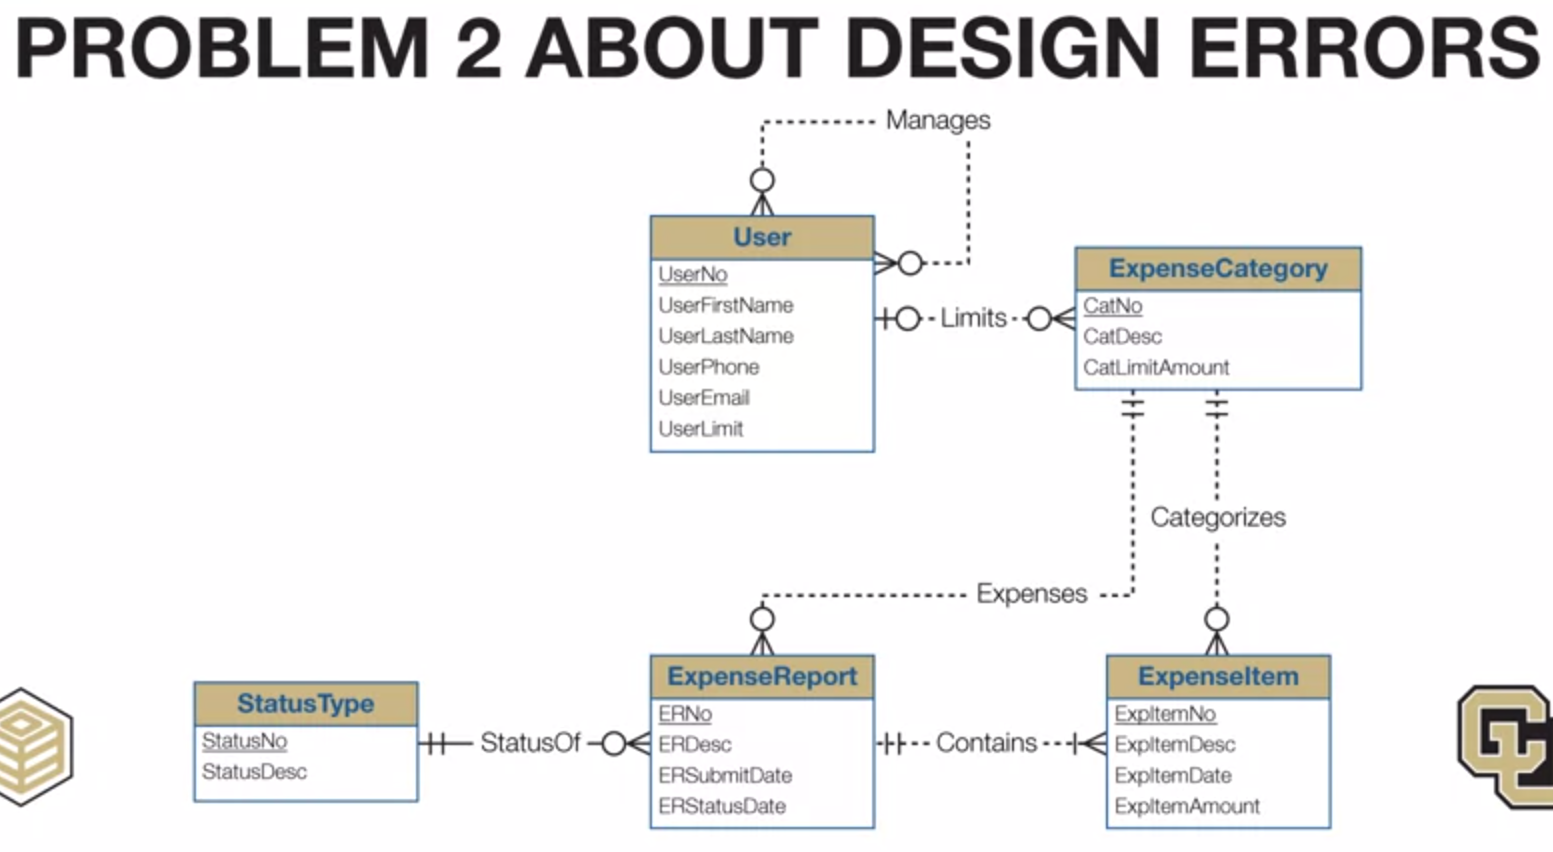 PROBLEM 2 ABOUT DESIGN ERRORS
Manages
User
UserNo
UserFirstName
UserLastName
UserPhone
UserEmail
UserLimit
Limits
ExpenseCategory
CatNo
CatDesc
CatLimitAmount
Categorizes
Expenses
StatusType
StatusNo
StatusDesc
StatusOf
ExpenseReport
ERNo
ERDesc
ERSubmitDate
ERStatusDate
Contains
ExpenseItem
ExpItemNo
ExpItemDesc
ExpItemDate
ExpItemAmount
CU